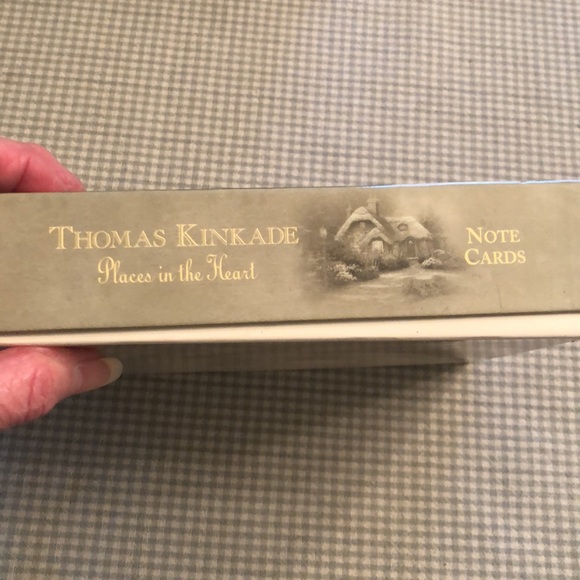 THOMAS KINKADE
Places in the Heart
NOTE
CARDS